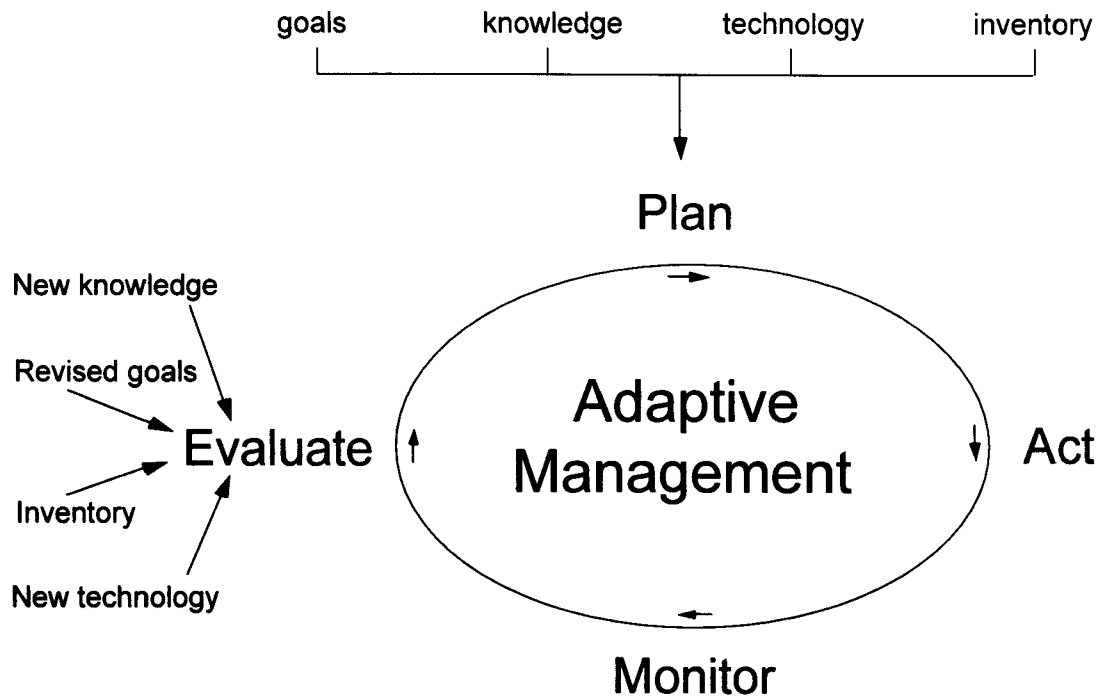 goals knowledge technology inventory
Plan
New knowledge
Revised goals
Adaptive
Management
Evaluate
Act
Inventory
New technology
Monitor